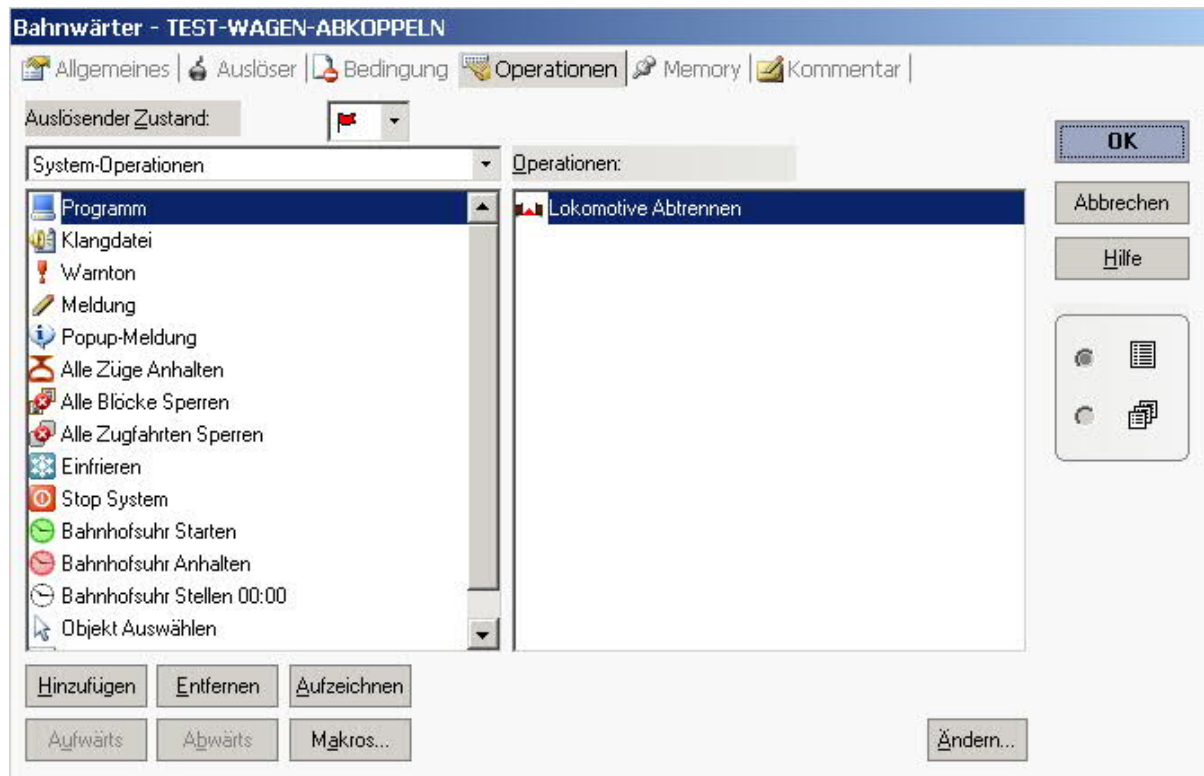 Bahnwärter - TEST-WAGEN-ABKOPPELN
Allgemeines Auslöser Bedingung Operationen Memory Kommentar
Auslösender Zustand:
System-Operationen
Operationen:
OK
Programm
Lokomotive Abtrennen
Abbrechen
Klangdatei
Warnton
Hilfe
Meldung
Popup-Meldung
Alle Züge Anhalten
Alle Blöcke Sperren
Alle Zugfahrten Sperren
Einfrieren
Stop System
Bahnhofsuhr Starten
Bahnhofsuhr Anhalten
Bahnhofsuhr Stellen 00:00
Objekt Auswählen
Hinzufügen Entfernen Aufzeichnen
Aufwärts Abwärts Makros... Ändern...